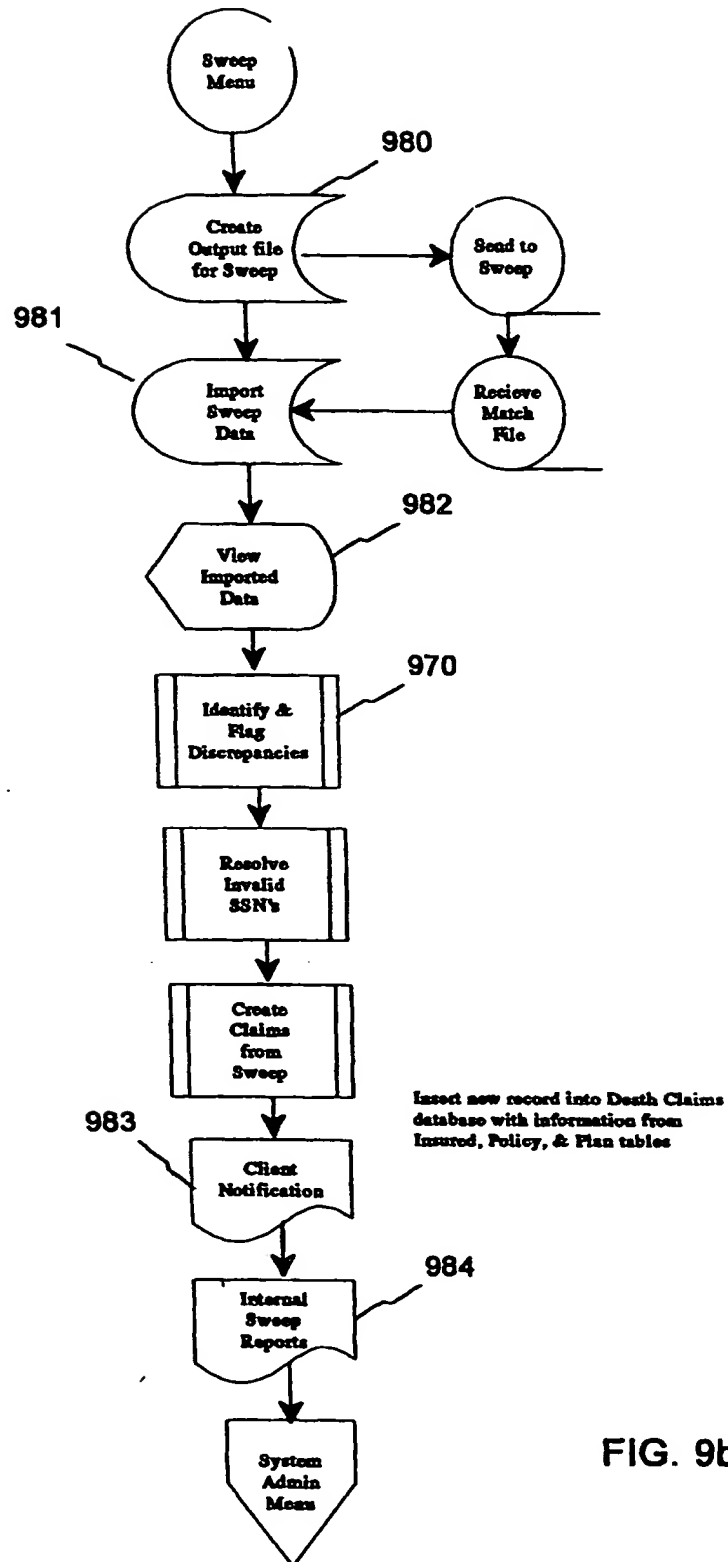 Sweep
Menu
980
Create
Output file
for Sweep
Send to
Sweep
981
Import
Sweep
Data
Recieve
Match
File
982
View
Imported
Data
970
Identify &
Flag
Discrepancies
Resolve
Invalid
SSN's
Create
Claims
from
Sweep
Insert new record into Death Claims
database with information from
Insured, Policy, & Plan tables
983
Client
Notification
984
Internal
Sweep
Reports
System
Admin
Menu
FIG. 9b